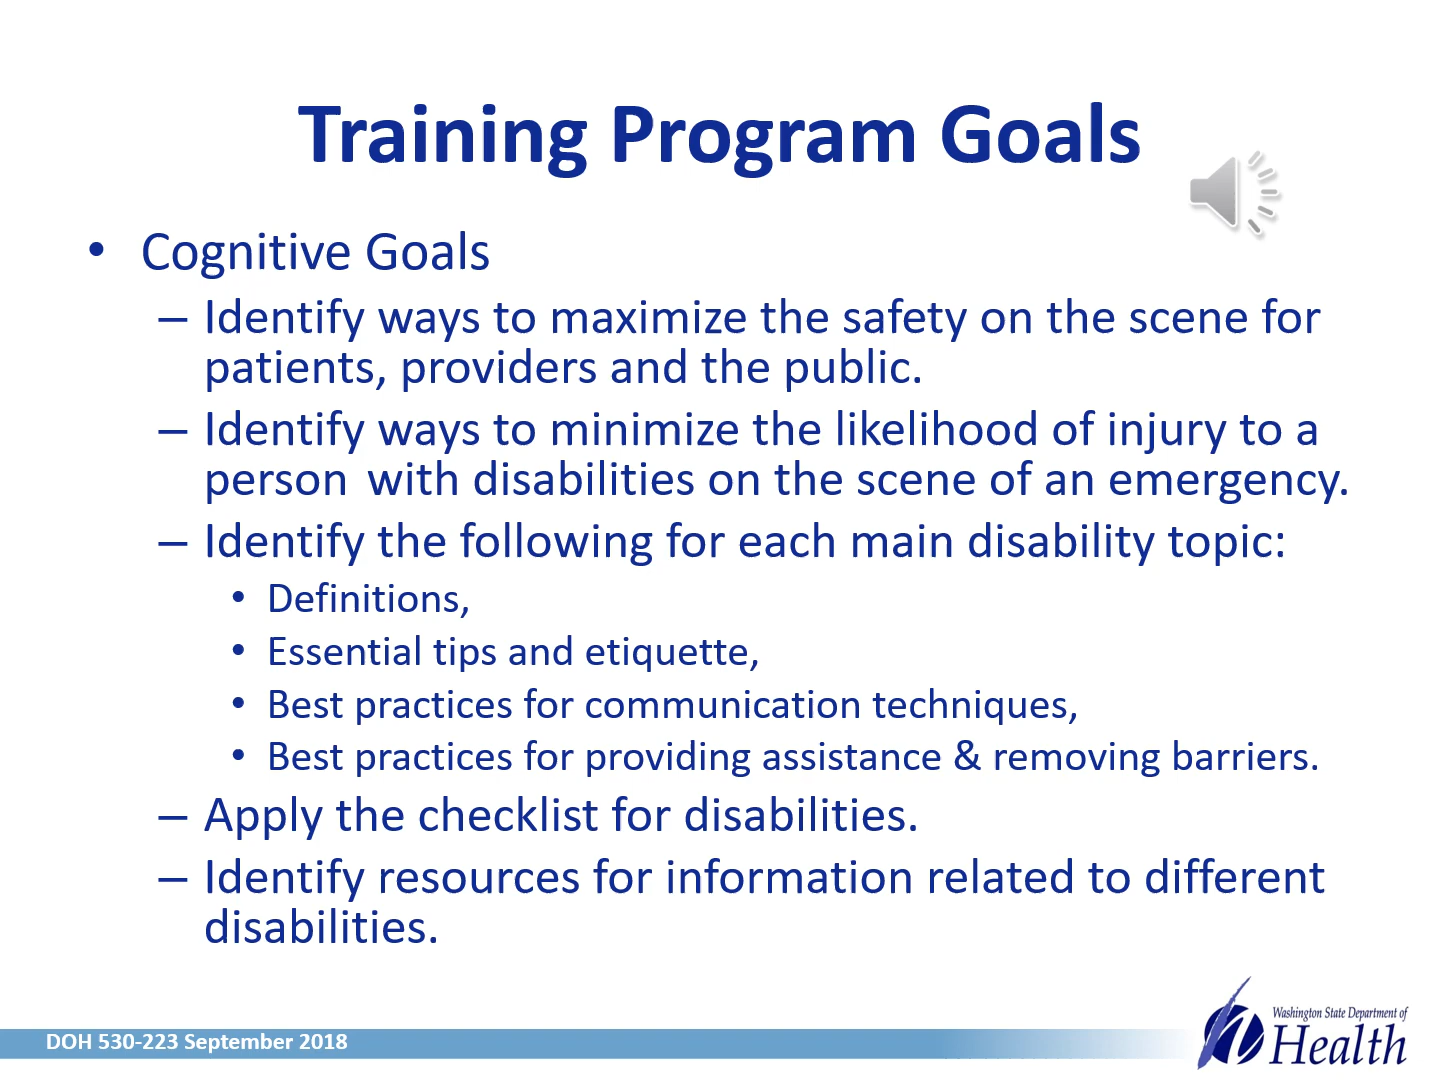 Training Program Goals
• Cognitive Goals
– Identify ways to maximize the safety on the scene for
patients, providers and the public.
– Identify ways to minimize the likelihood of injury to a
person with disabilities on the scene of an emergency.
– Identify the following for each main disability topic:
• Definitions,
• Essential tips and etiquette,
• Best practices for communication techniques,
• Best practices for providing assistance & removing barriers.
– Apply the checklist for disabilities.
– Identify resources for information related to different
disabilities.
DOH 530-223 September 2018
Washington State Department of
Health